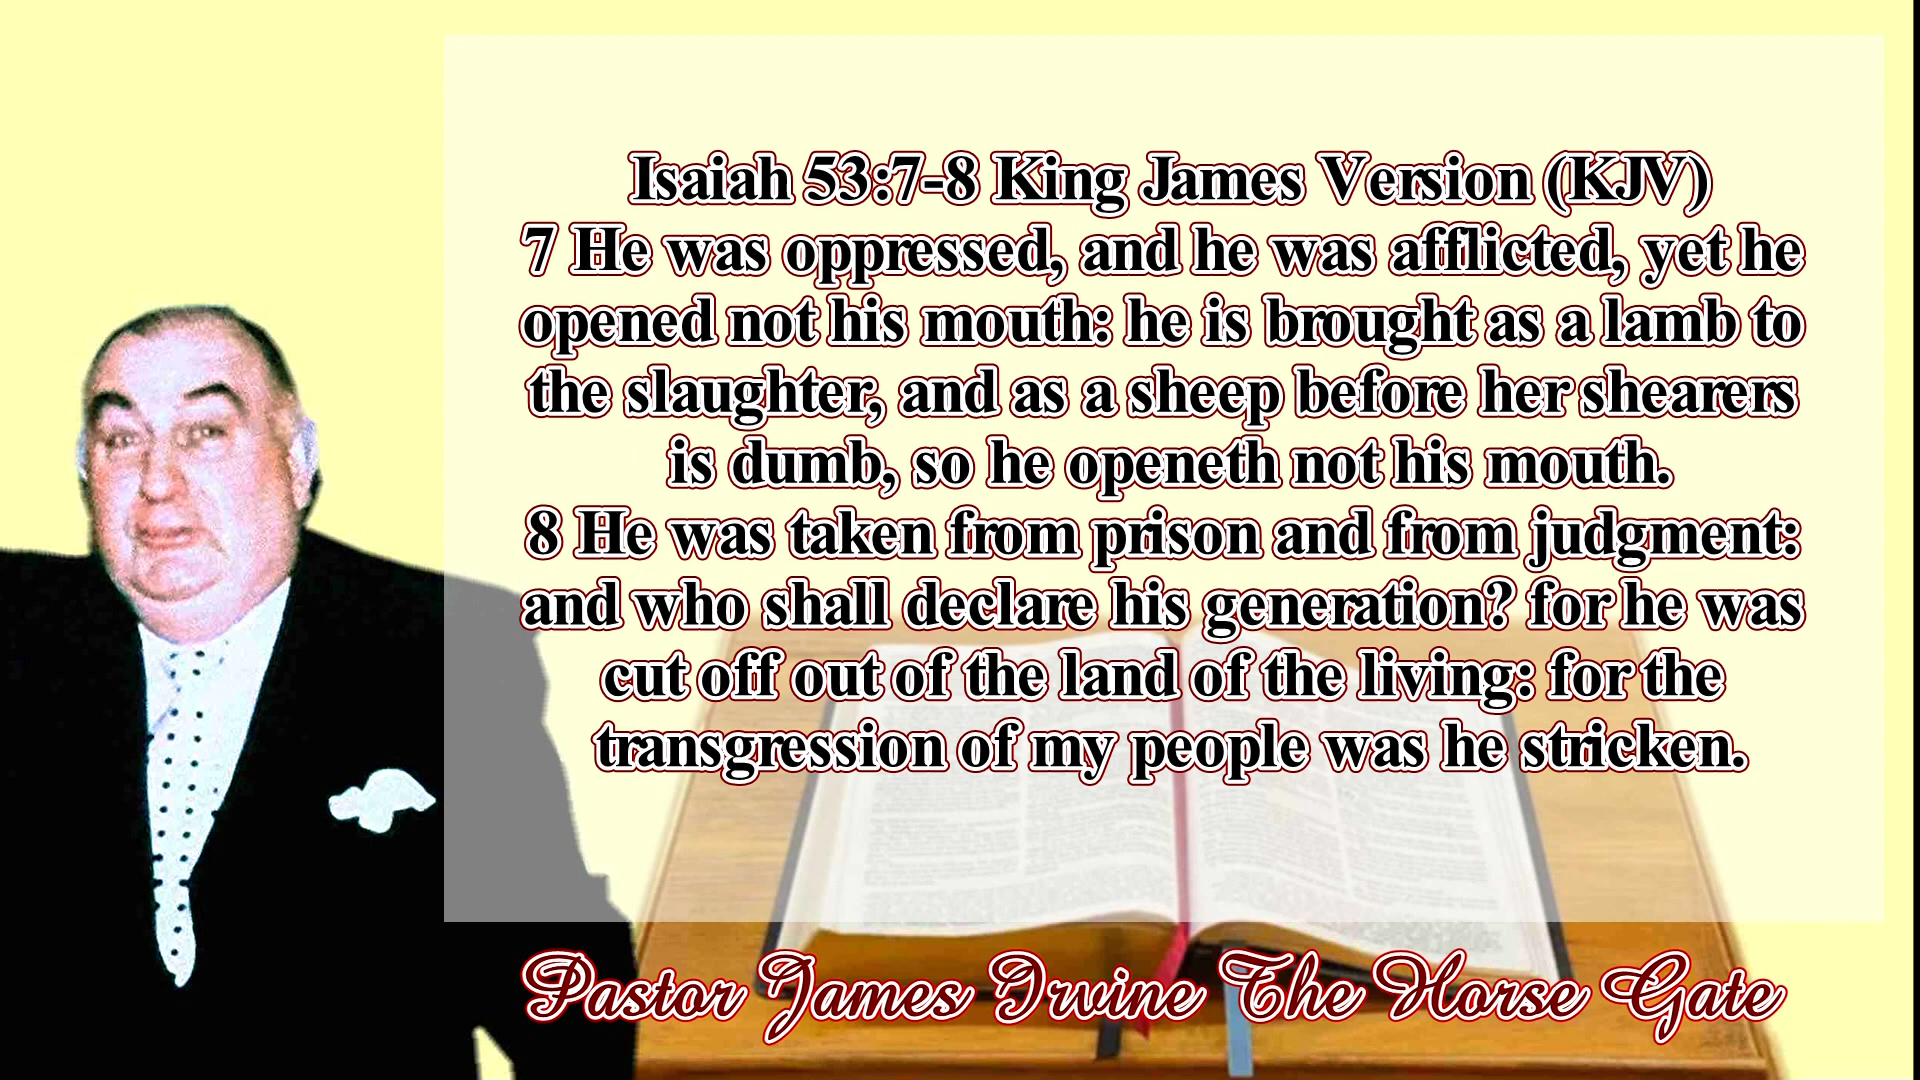 Isaiah 53:7-8 King James Version (KJV)
7 He was oppressed, and he was afflicted, yet he
opened not his mouth: he is brought as a lamb to
the slaughter, and as a sheep before her shearers
is dumb, so he openeth not his mouth.
8 He was taken from prison and from judgment:
and who shall declare his generation? for he was
cut off out of the land of the living: for the
transgression of my people was he stricken.
Pastor James Irvine The Horse Gate